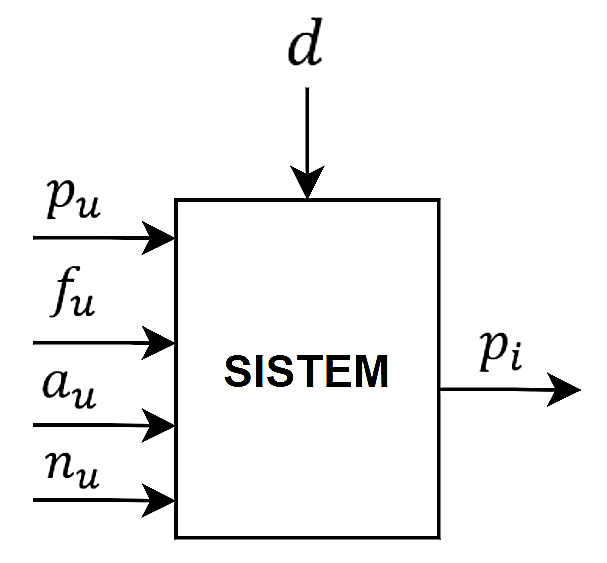 d
p_u
f_u
a_u
n_u
SISTEM
p_i